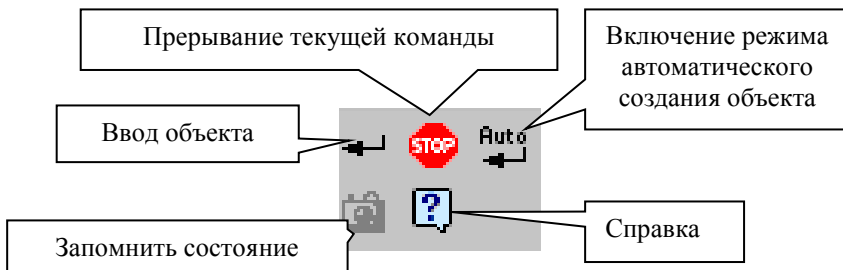 Прерывание текущей команды
Включение режима
автоматического
создания объекта
Ввод объекта
STOP
Auto
?
Запомнить состояние
Справка